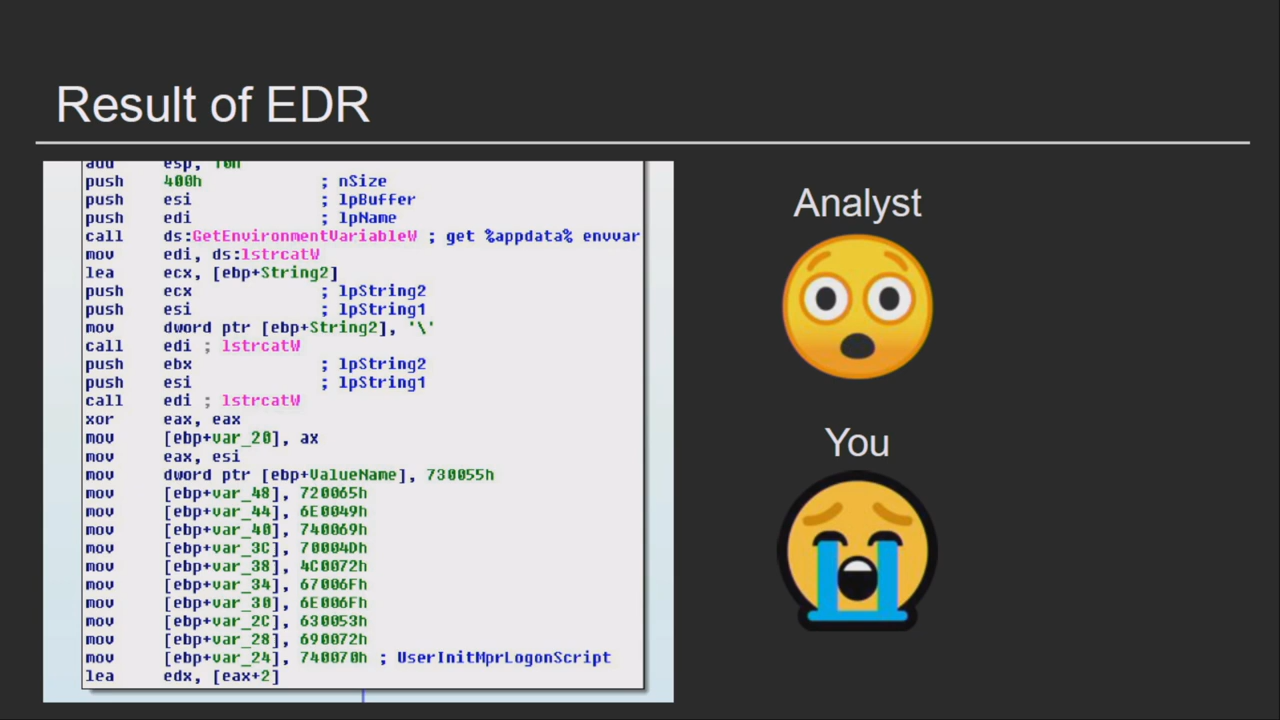 Result of EDR
add esp, 10h
push 400h ; nSize
push esi ; lpBuffer
push edi ; lpName
call ds:GetEnvironmentVariableW ; get %appdata% envvar
mov edi, ds:lstrcatW
lea ecx, [ebp+String2]
push ecx ; lpString2
push esi ; lpString1
mov dword ptr [ebp+String2], '\'
call edi ; lstrcatW
push ebx ; lpString2
push esi ; lpString1
call edi ; lstrcatW
xor eax, eax
mov [ebp+var_20], ax
mov eax, esi
mov dword ptr [ebp+ValueName], 730055h
mov [ebp+var_48], 720065h
mov [ebp+var_44], 6E0049h
mov [ebp+var_40], 740069h
mov [ebp+var_3C], 70004Dh
mov [ebp+var_38], 4C0072h
mov [ebp+var_34], 67006Fh
mov [ebp+var_30], 6E006Fh
mov [ebp+var_2C], 630053h
mov [ebp+var_28], 690072h
mov [ebp+var_24], 740070h ; UserInitMprLogonScript
lea edx, [eax+2]
Analyst
You